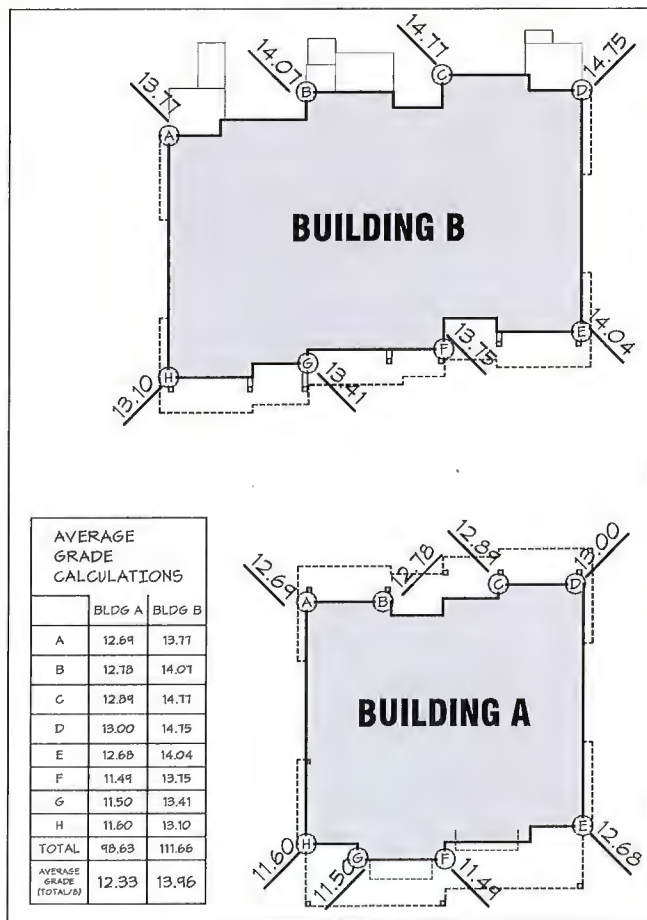 14.77
14.07
C
14.75
B
D
13.77
A
BUILDING B
E
F
13.75
14.04
G
H
13.41
13.10
AVERAGE
GRADE
CALCULATIONS
BLDG A BLDG B
A 12.69 13.77
B 12.78 14.07
C 12.89 14.77
D 13.00 14.75
E 12.68 14.04
F 11.49 13.75
G 11.50 13.41
H 11.60 13.10
TOTAL 98.63 111.66
AVERAGE
GRADE
(TOTAL/8)
12.33 13.96
12.69
12.78
12.89
13.00
A
B
C
D
BUILDING A
E
H
G
F
12.68
11.60
11.50
11.49